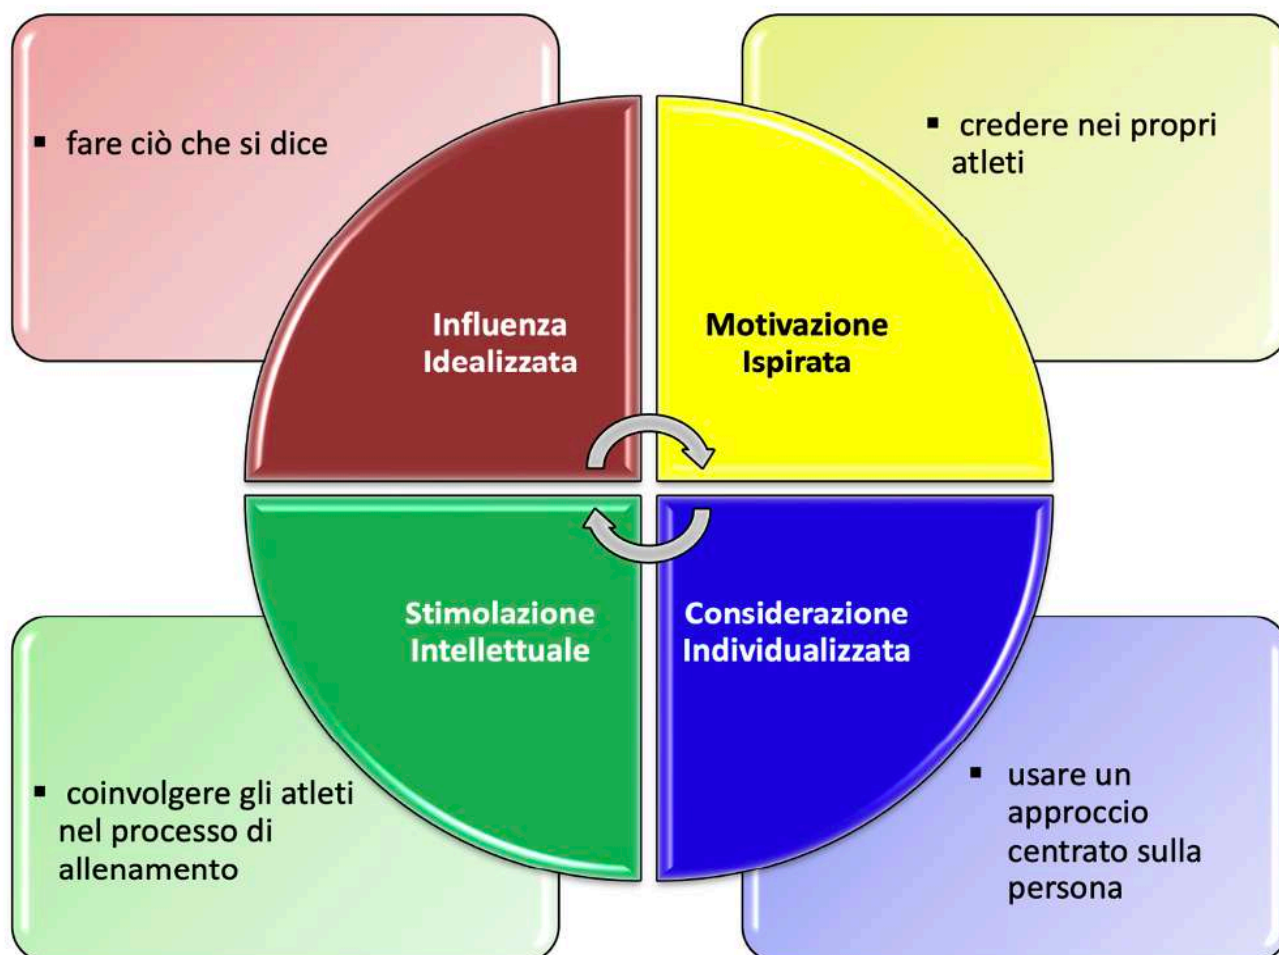 ▪ fare ciò che si dice
▪ credere nei propri
atleti
Influenza
Idealizzata
Motivazione
Ispirata
Stimolazione
Intellettuale
Considerazione
Individualizzata
▪ coinvolgere gli atleti
nel processo di
allenamento
▪ usare un
approccio
centrato sulla
persona